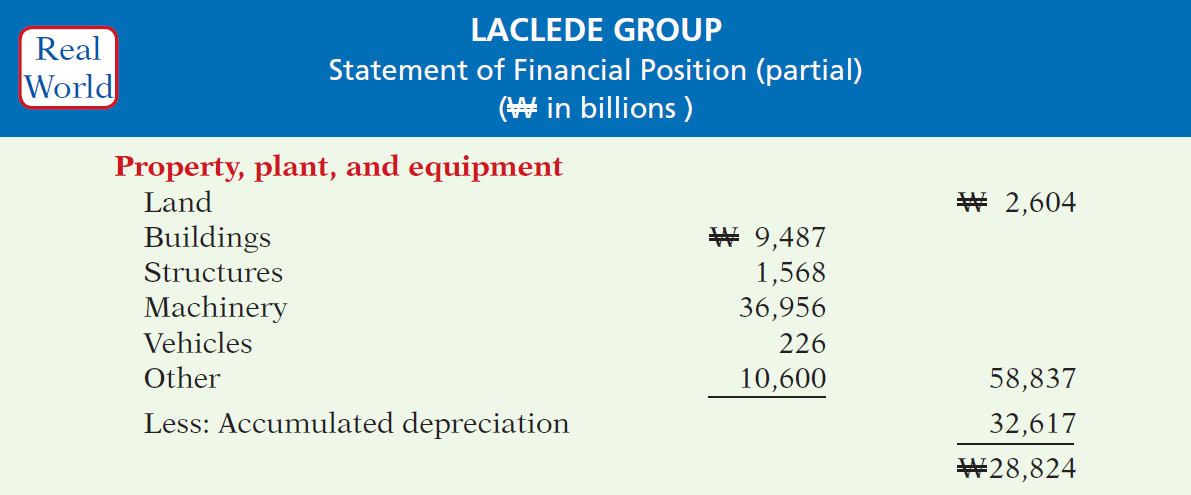 Real
World
LACLEDE GROUP
Statement of Financial Position (partial)
(₩ in billions )
Property, plant, and equipment
Land ₩ 2,604
Buildings ₩ 9,487
Structures 1,568
Machinery 36,956
Vehicles 226
Other 10,600 58,837
Less: Accumulated depreciation 32,617
₩28,824